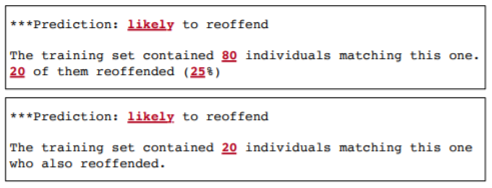 ***Prediction: likely to reoffend
The training set contained 80 individuals matching this one.
20 of them reoffended (25%)
***Prediction: likely to reoffend
The training set contained 20 individuals matching this one
who also reoffended.